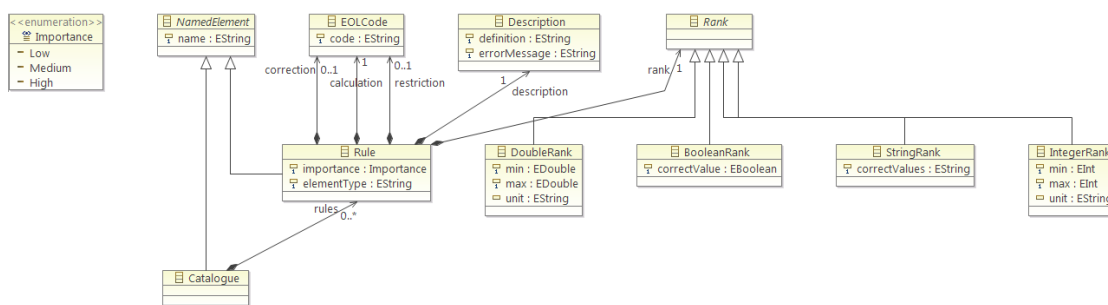 <<enumeration>>
Importance
Low
Medium
High
NamedElement
name : EString
EOLCode
code : EString
Description
definition : EString
errorMessage : EString
Rank
correction 0..1
1
calculation
0..1
restriction
1
description
rank
1
Rule
importance : Importance
elementType : EString
DoubleRank
min : EDouble
max : EDouble
unit : EString
BooleanRank
correctValue : EBoolean
StringRank
correctValues : EString
IntegerRank
min : EInt
max : EInt
unit : EString
rules
0..*
Catalogue